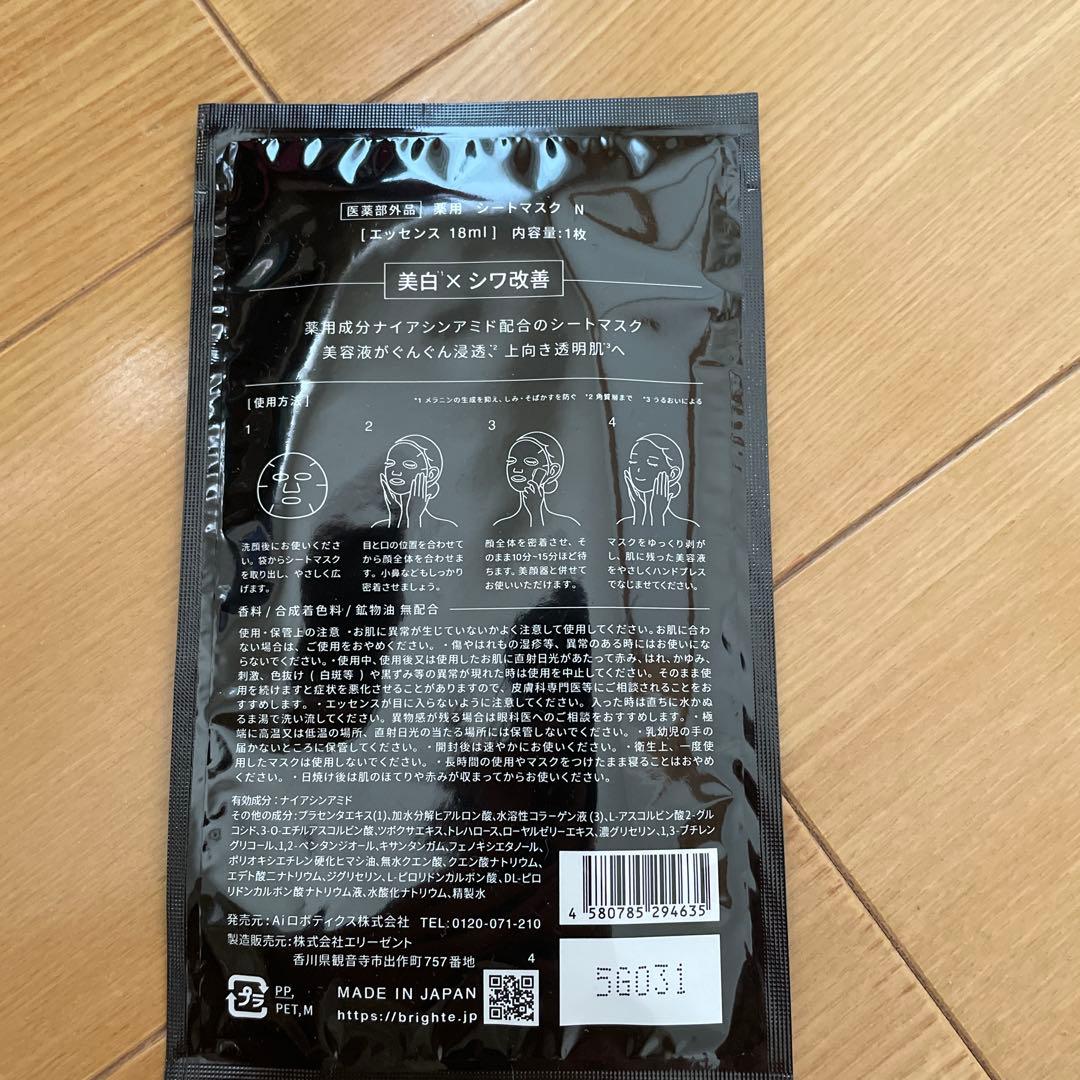 医薬部外品 薬用 シートマスク N
[エッセンス 18ml] 内容量:1枚
美白*1×シワ改善
薬用成分ナイアシンアミド配合のシートマスク
美容液がぐんぐん浸透、*2 上向き透明肌*3へ
[使用方法] *1 メラニンの生成を抑え、しみ・そばかすを防ぐ *2 角質層まで *3 うるおいによる
1
2
3
4
洗顔後にお使いくださ
い。袋からシートマスク
を取り出し、やさしく広
げます。
目と口の位置を合わせて
から顔全体を合わせま
す。小鼻などもしっかり
密着させましょう。
顔全体を密着させ、そ
のまま10分~15分ほど待
ちます。美顔器と併せて
お使いいただけます。
マスクをゆっくり剥が
し、肌に残った美容液
をやさしくハンドプレス
でなじませてください。
香料/合成着色料/鉱物油 無配合
使用・保管上の注意 ・お肌に異常が生じていないかよく注意して使用してください。お肌に合わ
ない場合は、ご使用をおやめください。 ・傷やはれもの湿疹等、異常のある時にはお使いにな
らないでください。・使用中、使用後又は使用したお肌に直射日光があたって赤み、はれ、かゆみ、
刺激、色抜け(白斑等)や黒ずみ等の異常が現れた時は使用を中止してください。そのまま使
用を続けますと症状を悪化させることがありますので、皮膚科専門医等にご相談されることをお
すすめします。 ・エッセンスが目に入らないように注意してください。入った時は直ちに水かぬ
るま湯で洗い流してください。異物感が残る場合は眼科医へのご相談をおすすめします。・極
端に高温又は低温の場所、直射日光の当たる場所には保管しないでください。・乳幼児の手の
届かないところに保管してください。・開封後は速やかにお使いください。・衛生上、一度使
用したマスクは使用しないでください。・長時間の使用やマスクをつけたまま寝ることはおやめ
ください。・日焼け後は肌のほてりや赤みが収まってからお使いください。
有効成分:ナイアシンアミド
その他の成分:プラセンタエキス(1)、加水分解ヒアルロン酸、水溶性コラーゲン液(3)、L-アスコルビン酸2-グル
コシド、3-O-エチルアスコルビン酸、ツボクサエキス、トレハロース、ローヤルゼリーエキス、濃グリセリン、1,3-ブチレン
グリコール、1,2-ペンタンジオール、キサンタンガム、フェノキシエタノール、
ポリオキシエチレン硬化ヒマシ油、無水クエン酸、クエン酸ナトリウム、
エデト酸二ナトリウム、ジグリセリン、L-ピロリドンカルボン酸、DL-ピロ
リドンカルボン酸ナトリウム液、水酸化ナトリウム、精製水
4 580785 294635
発売元:Aiロボティクス株式会社 TEL:0120-071-210
製造販売元:株式会社エリーゼント
香川県観音寺市出作町757番地 4
5G031
プラ
PP,
PET,M
MADE IN JAPAN
https://brighte.jp